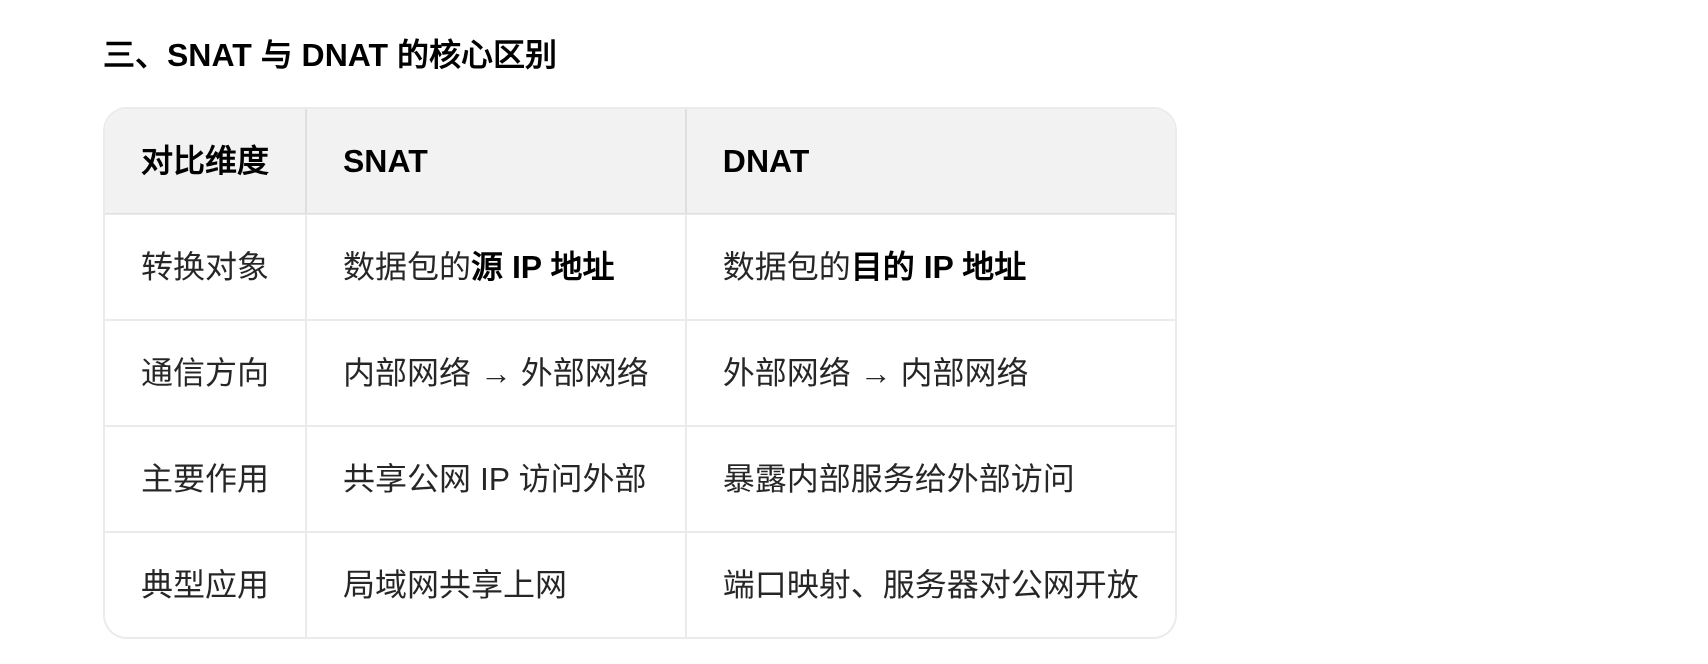 三、SNAT 与 DNAT 的核心区别
对比维度 SNAT DNAT
转换对象 数据包的源 IP 地址 数据包的目的 IP 地址
通信方向 内部网络 → 外部网络 外部网络 → 内部网络
主要作用 共享公网 IP 访问外部 暴露内部服务给外部访问
典型应用 局域网共享上网 端口映射、服务器对公网开放